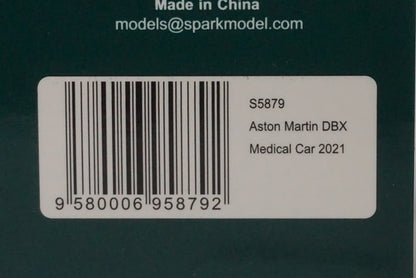 Made in China
models@sparkmodel.com
S5879
Aston Martin DBX
Medical Car 2021
9 580006 958792